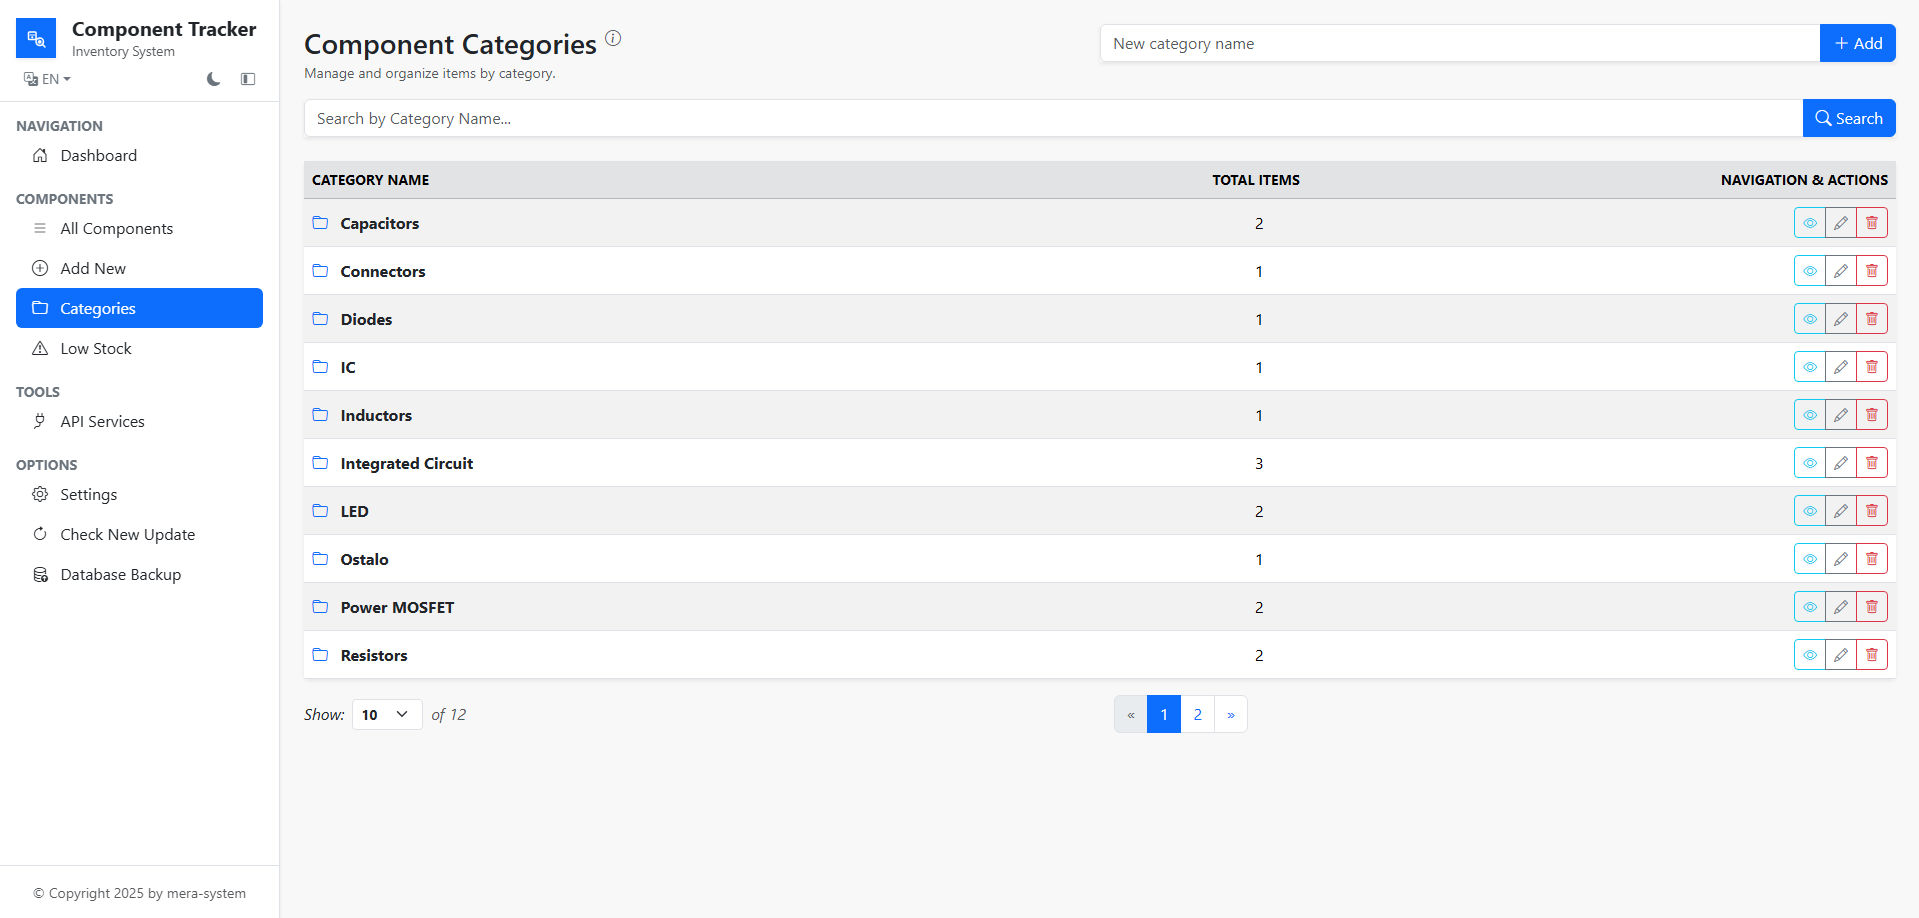 Component Tracker
Inventory System
EN
NAVIGATION
Dashboard
COMPONENTS
All Components
Add New
Categories
Low Stock
TOOLS
API Services
OPTIONS
Settings
Check New Update
Database Backup
© Copyright 2025 by mera-system
Component Categories
Manage and organize items by category.
New category name
+ Add
Search by Category Name...
Search
CATEGORY NAME TOTAL ITEMS NAVIGATION & ACTIONS
Capacitors 2
Connectors 1
Diodes 1
IC 1
Inductors 1
Integrated Circuit 3
LED 2
Ostalo 1
Power MOSFET 2
Resistors 2
Show: 10 of 12
« 1 2 »